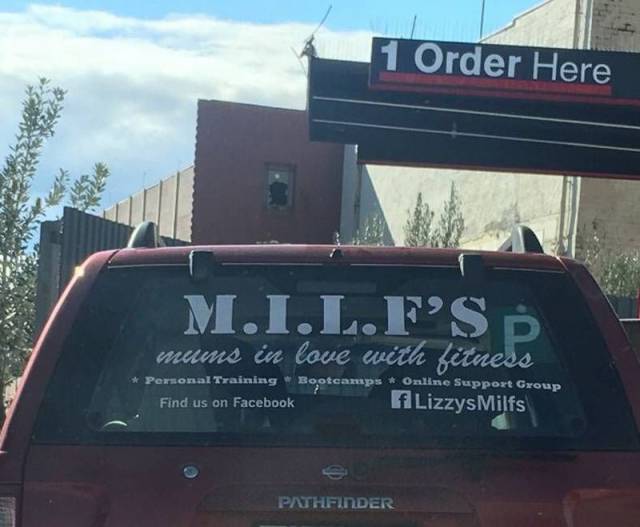 1 Order Here
M.I.L.F'S
mums in love with fitness
* Personal Training * Bootcamps * Online Support Group
Find us on Facebook
f LizzysMilfs
P
PATHFINDER